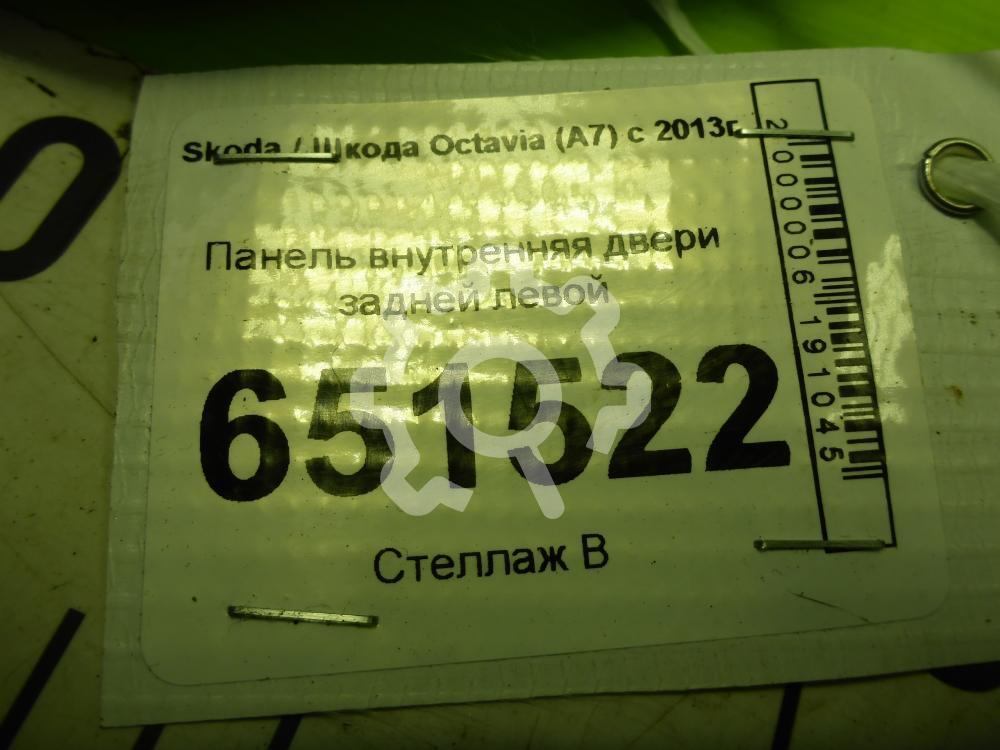 Skoda / Шкода Octavia (A7) с 2013г.
Панель внутренняя двери
задней левой
651522
Стеллаж В
2000006191045